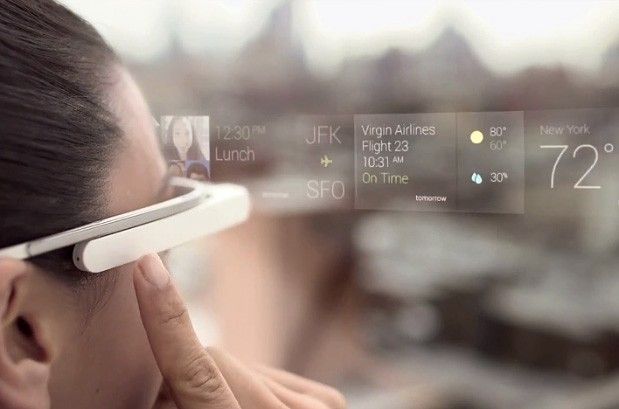 12:30 PM
Lunch
JFK
SFO
Virgin Airlines
Flight 23
10:31 AM
On Time
tomorrow
80°
60°
30%
New York
72°